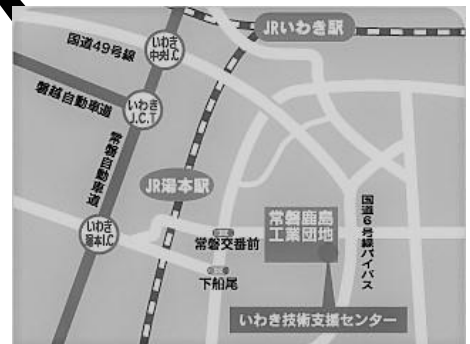 JRいわき駅
国道49号線
いわき
中央I.C
磐越自動車道
いわき
J.C.T
常磐自動車道
JR湯本駅
いわき
湯本I.C
常磐交番前
下船尾
常磐鹿島
工業団地
国道6号線バイパス
いわき技術支援センター